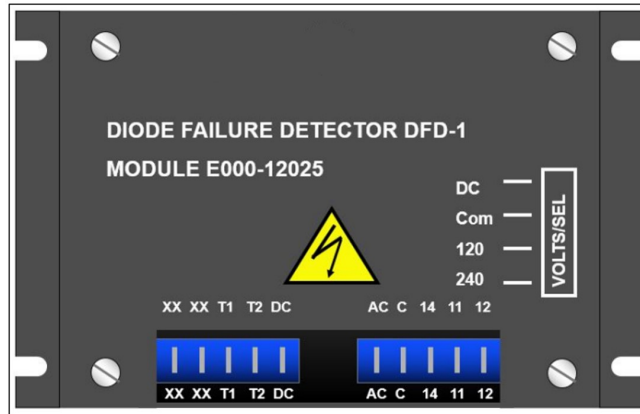 DIODE FAILURE DETECTOR DFD-1
MODULE E000-12025
DC
Com
120
240
VOLTS/SEL
XX XX T1 T2 DC
AC C 14 11 12
XX XX T1 T2 DC
AC C 14 11 12